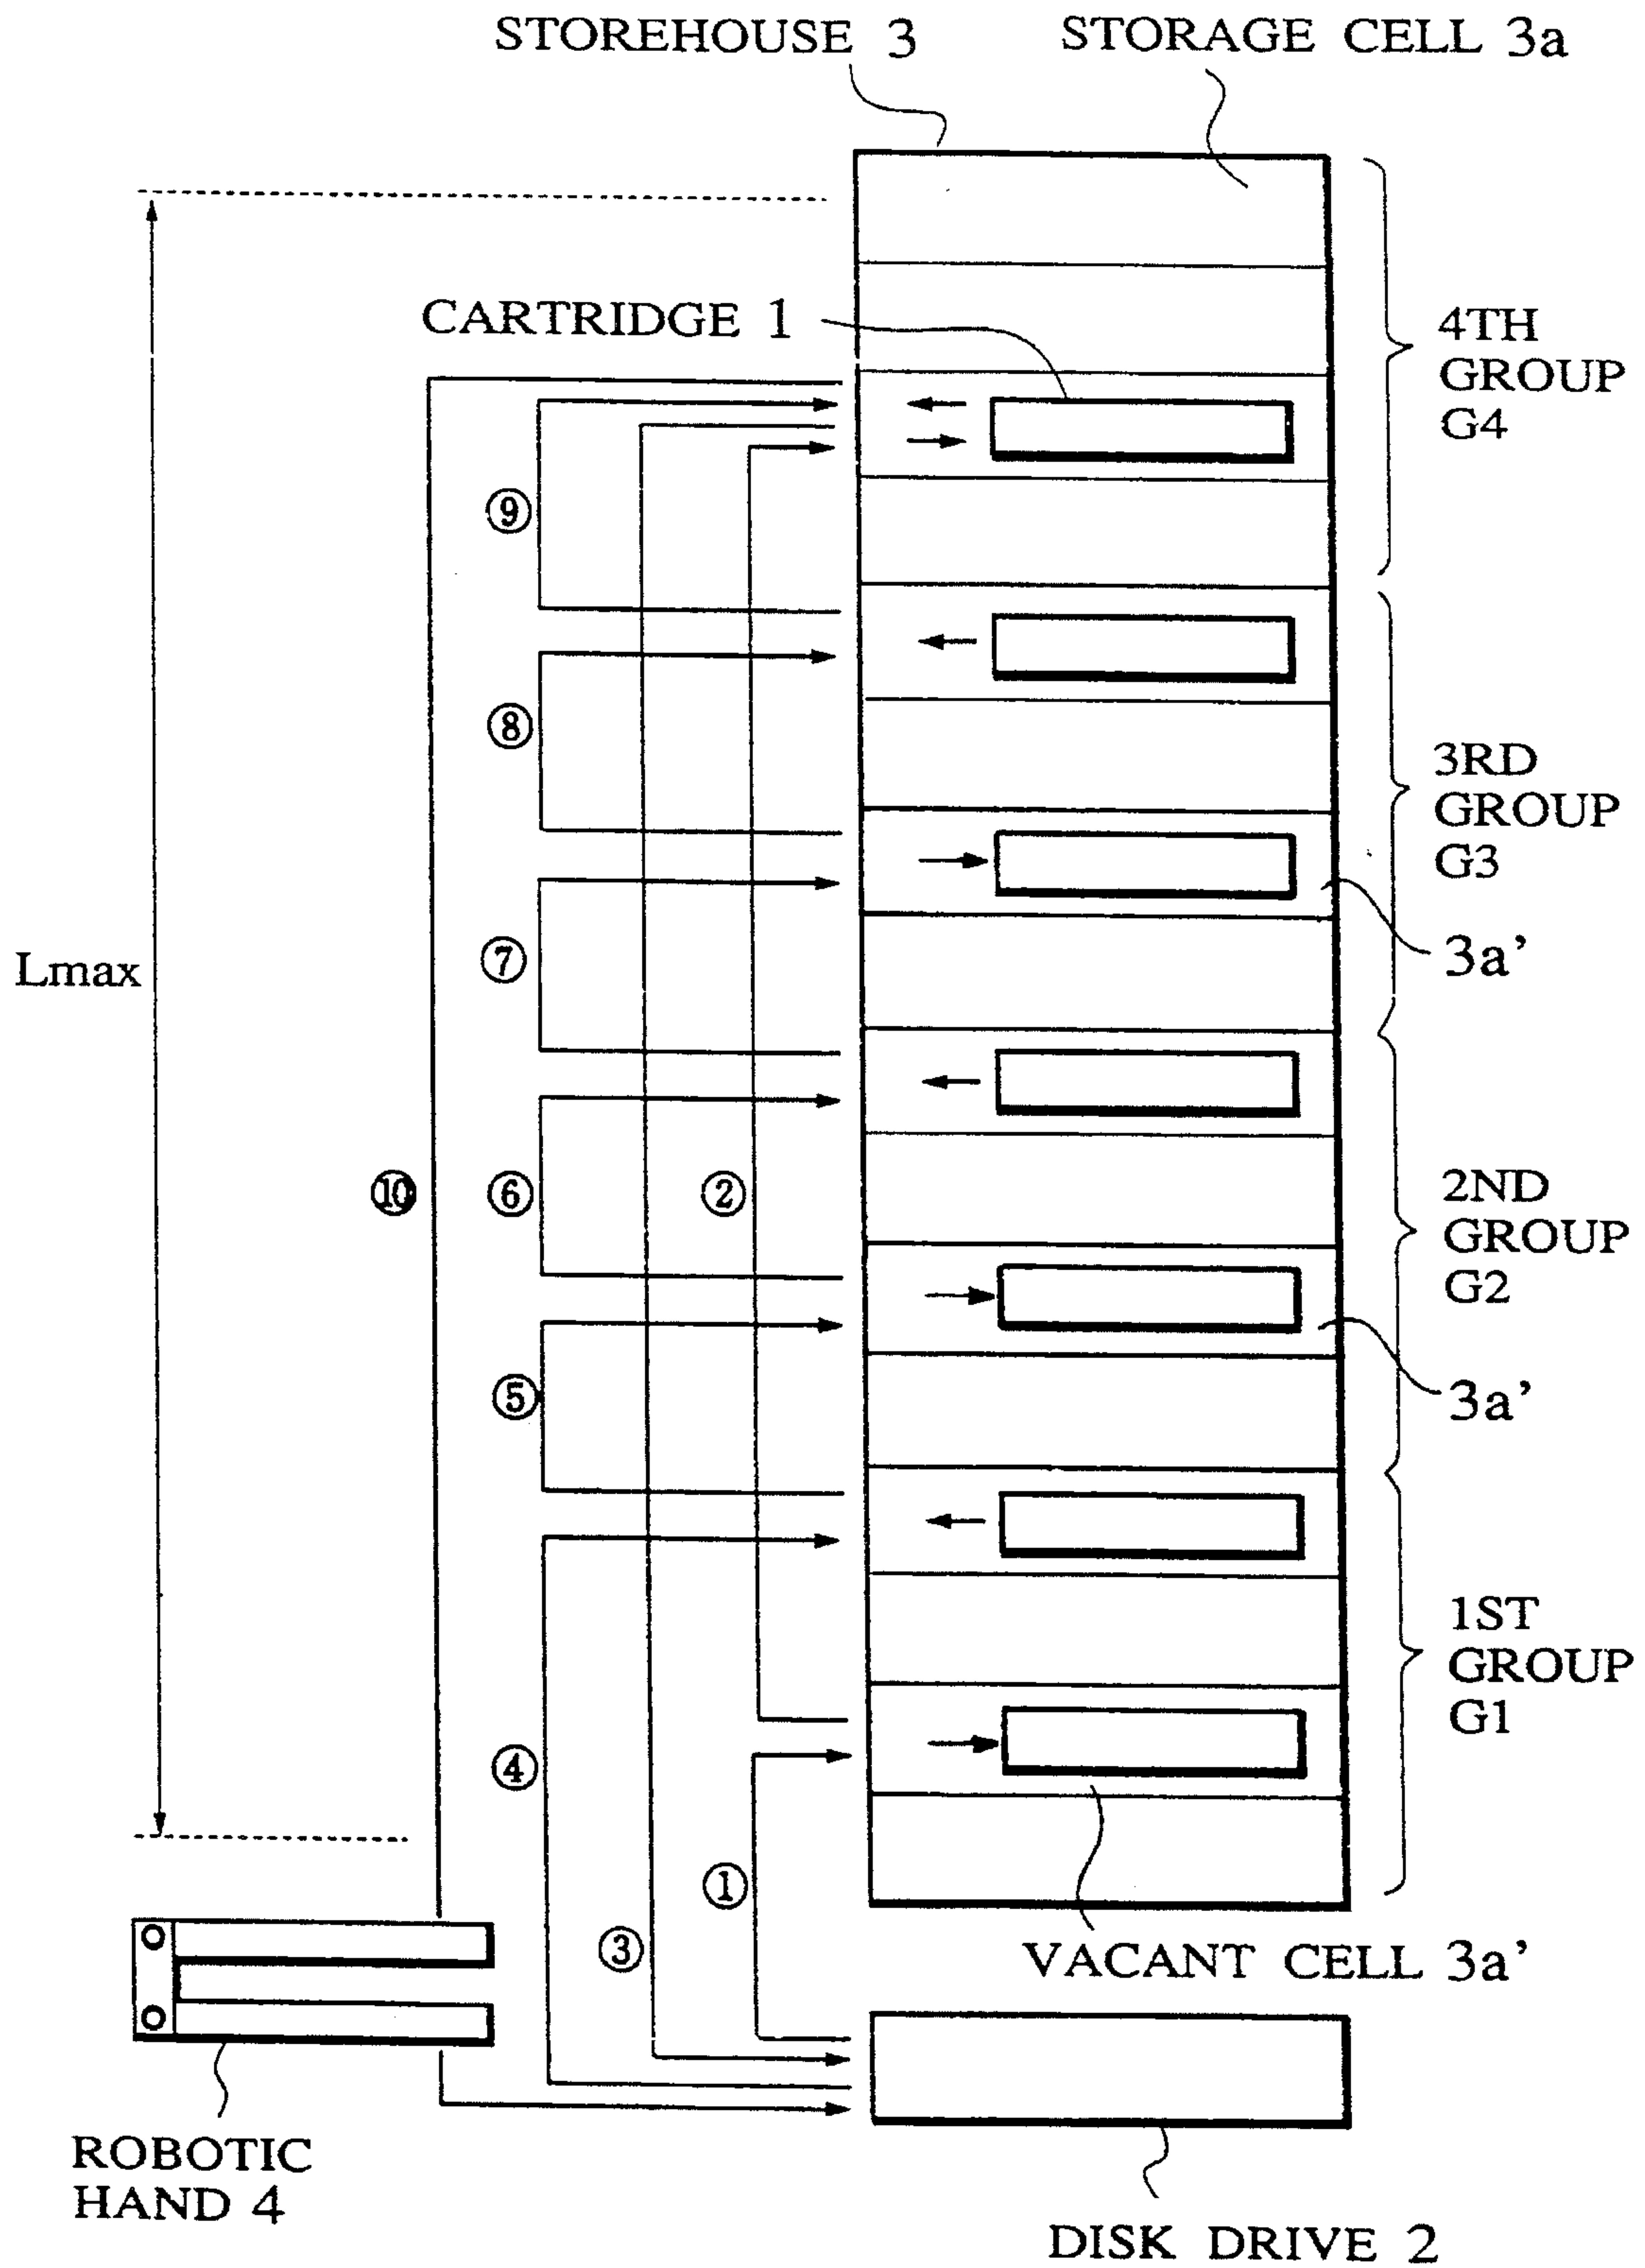 STOREHOUSE 3
STORAGE CELL 3a
CARTRIDGE 1
4TH
GROUP
G4
⑨
⑧
3RD
GROUP
G3
3a’
⑦
Lmax
⑩
⑥
②
2ND
GROUP
G2
3a’
⑤
1ST
GROUP
G1
④
①
③
VACANT CELL 3a’
ROBOTIC
HAND 4
DISK DRIVE 2